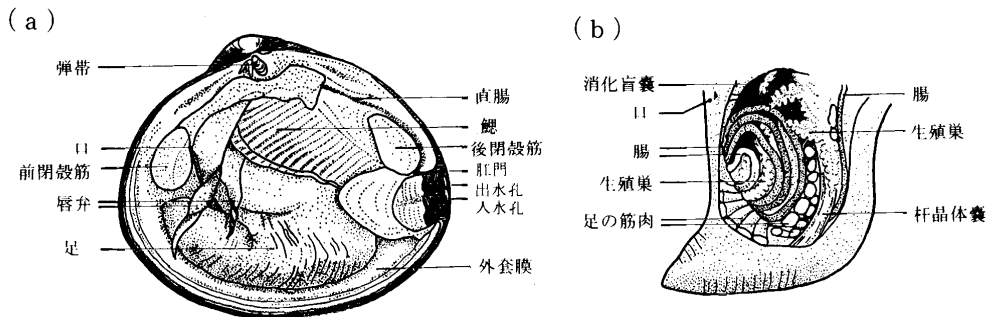 (a)
弾帯
口
前閉殻筋
唇弁
足
直腸
鰓
後閉殻筋
肛門
出水孔
入水孔
外套膜
(b)
消化盲嚢
口
腸
生殖巣
足の筋肉
腸
生殖巣
杆晶体嚢